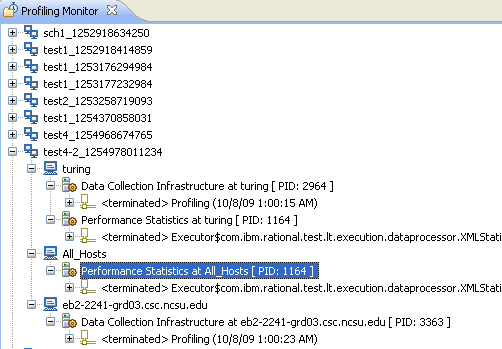 Profiling Monitor
sch1_1252918634250
test1_1252918414859
test1_1253176294984
test1_1253177232984
test2_1253258719093
test1_1254370858031
test4_1254968674765
test4-2_1254978011234
turing
Data Collection Infrastructure at turing [ PID: 2964 ]
<terminated> Profiling (10/8/09 1:00:15 AM)
Performance Statistics at turing [ PID: 1164 ]
<terminated> Executor$com.ibm.rational.test.lt.execution.dataprocessor.XMLStati
All_Hosts
Performance Statistics at All_Hosts [ PID: 1164 ]
<terminated> Executor$com.ibm.rational.test.lt.execution.dataprocessor.XMLStati
eb2-2241-grd03.csc.ncsu.edu
Data Collection Infrastructure at eb2-2241-grd03.csc.ncsu.edu [ PID: 3363 ]
<terminated> Profiling (10/8/09 1:00:23 AM)